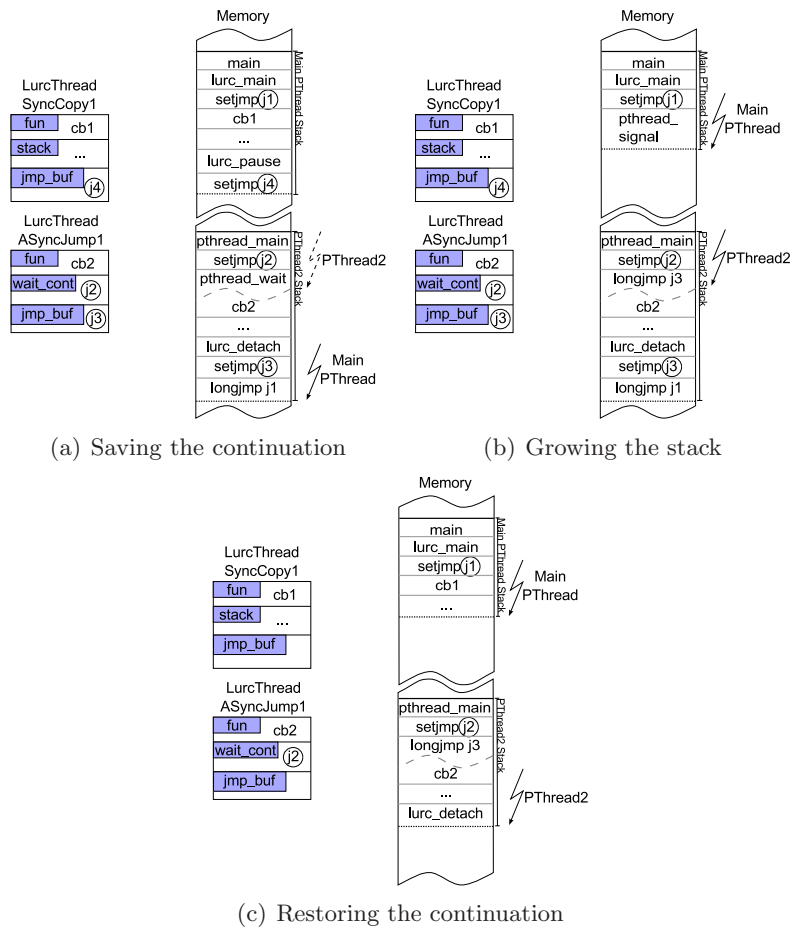 Memory
Main PThread Stack
main
lurc_main
setjmp j1
cb1
...
lurc_pause
setjmp j4
LurcThread
SyncCopy1
fun
cb1
stack
...
jmp_buf
j4
LurcThread
ASyncJump1
fun
cb2
wait_cont
j2
jmp_buf
j3
PThread2 Stack
pthread_main
setjmp j2
pthread_wait
cb2
...
lurc_detach
setjmp j3
longjmp j1
PThread2
Main
PThread
(a) Saving the continuation
Memory
Main PThread Stack
main
lurc_main
setjmp j1
pthread_
signal
Main
PThread
LurcThread
SyncCopy1
fun
cb1
stack
...
jmp_buf
j4
LurcThread
ASyncJump1
fun
cb2
wait_cont
j2
jmp_buf
j3
PThread2 Stack
pthread_main
setjmp j2
longjmp j3
cb2
...
lurc_detach
setjmp j3
longjmp j1
PThread2
(b) Growing the stack
Memory
Main PThread Stack
main
lurc_main
setjmp j1
cb1
...
Main
PThread
LurcThread
SyncCopy1
fun
cb1
stack
...
jmp_buf
LurcThread
ASyncJump1
fun
cb2
wait_cont
j2
jmp_buf
PThread2 Stack
pthread_main
setjmp j2
longjmp j3
cb2
...
lurc_detach
PThread2
(c) Restoring the continuation